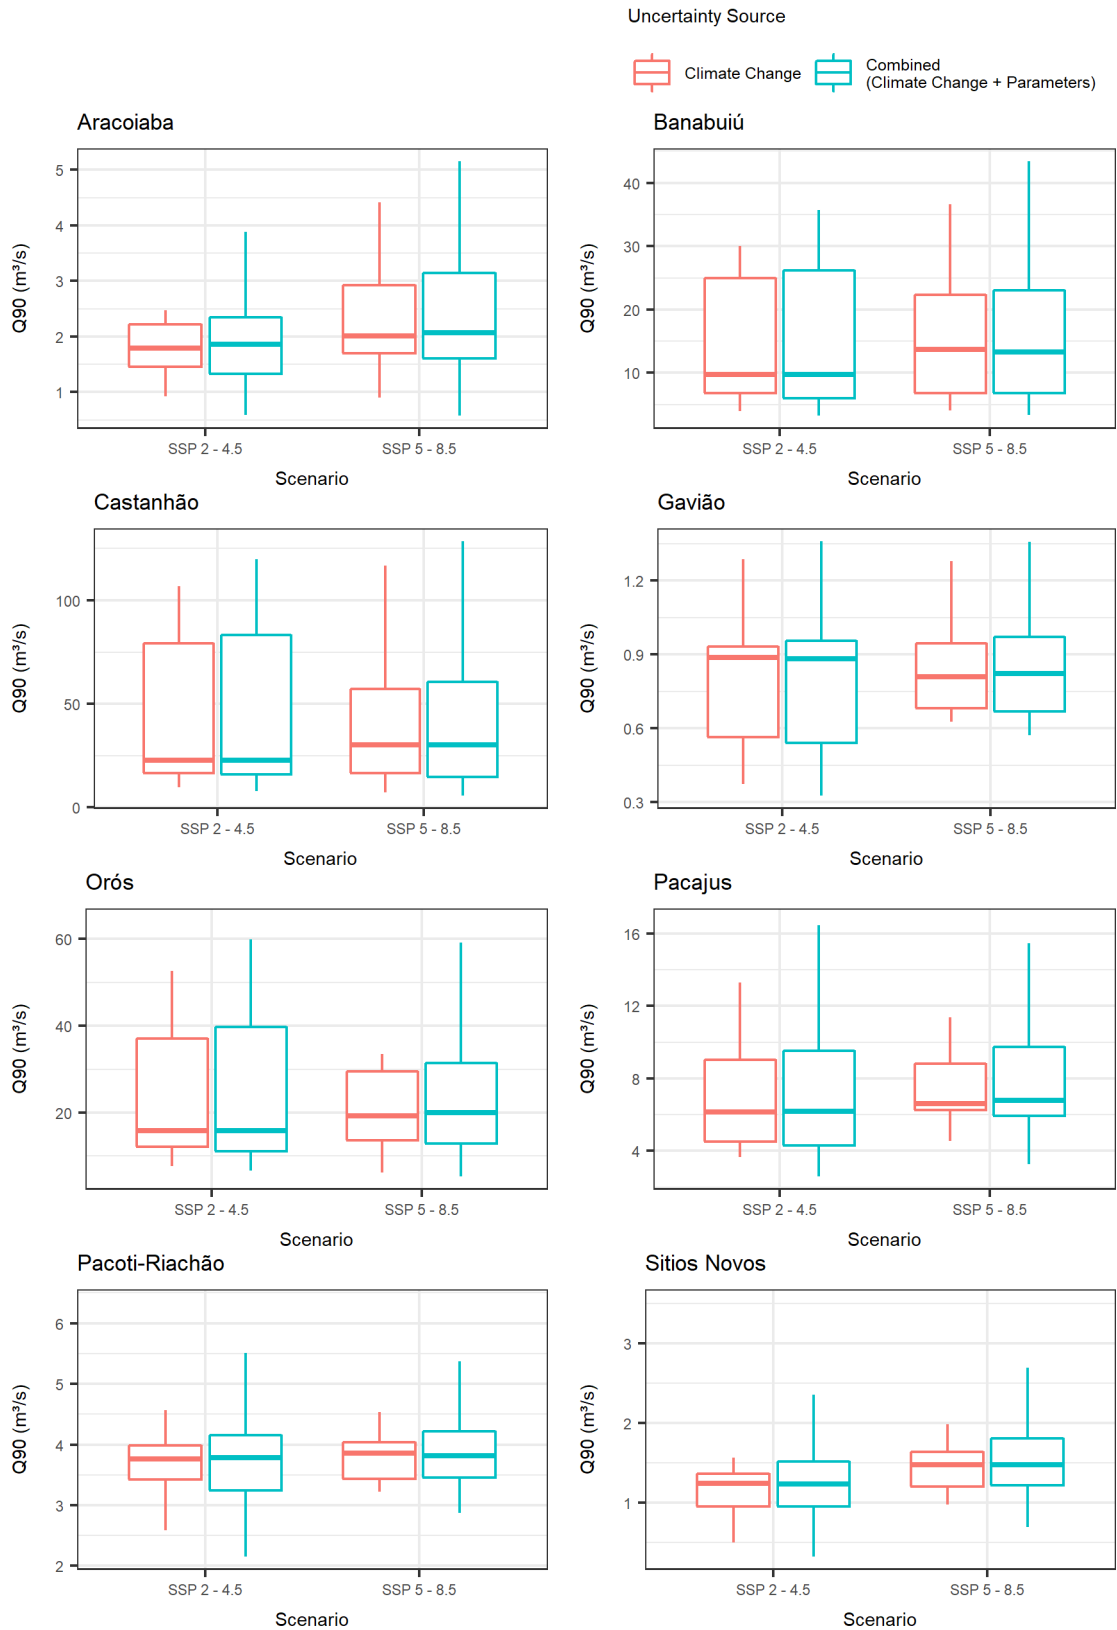 Uncertainty Source
Climate Change
Combined
(Climate Change + Parameters)
Aracoiaba
Q90 (m³/s)
5
4
3
2
1
SSP 2 - 4.5
SSP 5 - 8.5
Scenario
Banabuiú
Q90 (m³/s)
40
30
20
10
SSP 2 - 4.5
SSP 5 - 8.5
Scenario
Castanhão
Q90 (m³/s)
100
50
0
SSP 2 - 4.5
SSP 5 - 8.5
Scenario
Gavião
Q90 (m³/s)
1.2
0.9
0.6
0.3
SSP 2 - 4.5
SSP 5 - 8.5
Scenario
Orós
Q90 (m³/s)
60
40
20
SSP 2 - 4.5
SSP 5 - 8.5
Scenario
Pacajus
Q90 (m³/s)
16
12
8
4
SSP 2 - 4.5
SSP 5 - 8.5
Scenario
Pacoti-Riachão
Q90 (m³/s)
6
5
4
3
2
SSP 2 - 4.5
SSP 5 - 8.5
Scenario
Sitios Novos
Q90 (m³/s)
3
2
1
SSP 2 - 4.5
SSP 5 - 8.5
Scenario